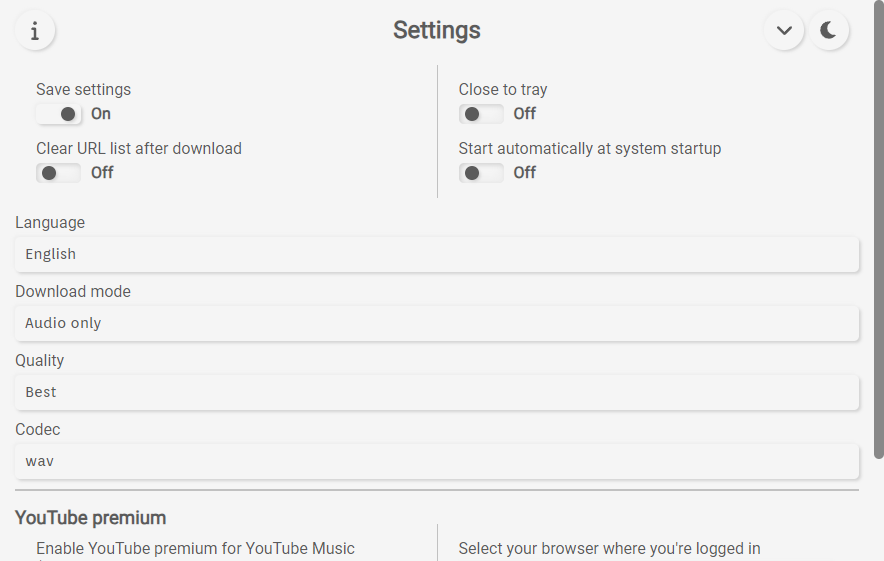 Settings
Save settings
On
Close to tray
Off
Clear URL list after download
Off
Start automatically at system startup
Off
Language
English
Download mode
Audio only
Quality
Best
Codec
wav
YouTube premium
Enable YouTube premium for YouTube Music
Select your browser where you're logged in